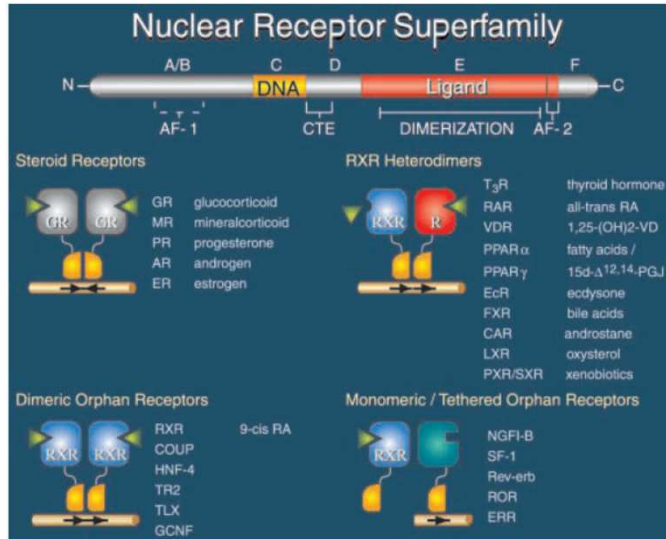 Nuclear Receptor Superfamily
A/B C D E F
N DNA Ligand C
AF-1 CTE DIMERIZATION AF-2
Steroid Receptors
GR GR
GR glucocorticoid
MR mineralcorticoid
PR progesterone
AR androgen
ER estrogen
RXR Heterodimers
RXR R
T₃R thyroid hormone
RAR all-trans RA
VDR 1,25-(OH)2-VD
PPARα fatty acids /
PPARγ 15d-Δ¹²,¹⁴-PGJ
EcR ecdysone
FXR bile acids
CAR androstane
LXR oxysterol
PXR/SXR xenobiotics
Dimeric Orphan Receptors
RXR RXR
RXR 9-cis RA
COUP
HNF-4
TR2
TLX
GCNF
Monomeric / Tethered Orphan Receptors
RXR
NGFI-B
SF-1
Rev-erb
ROR
ERR